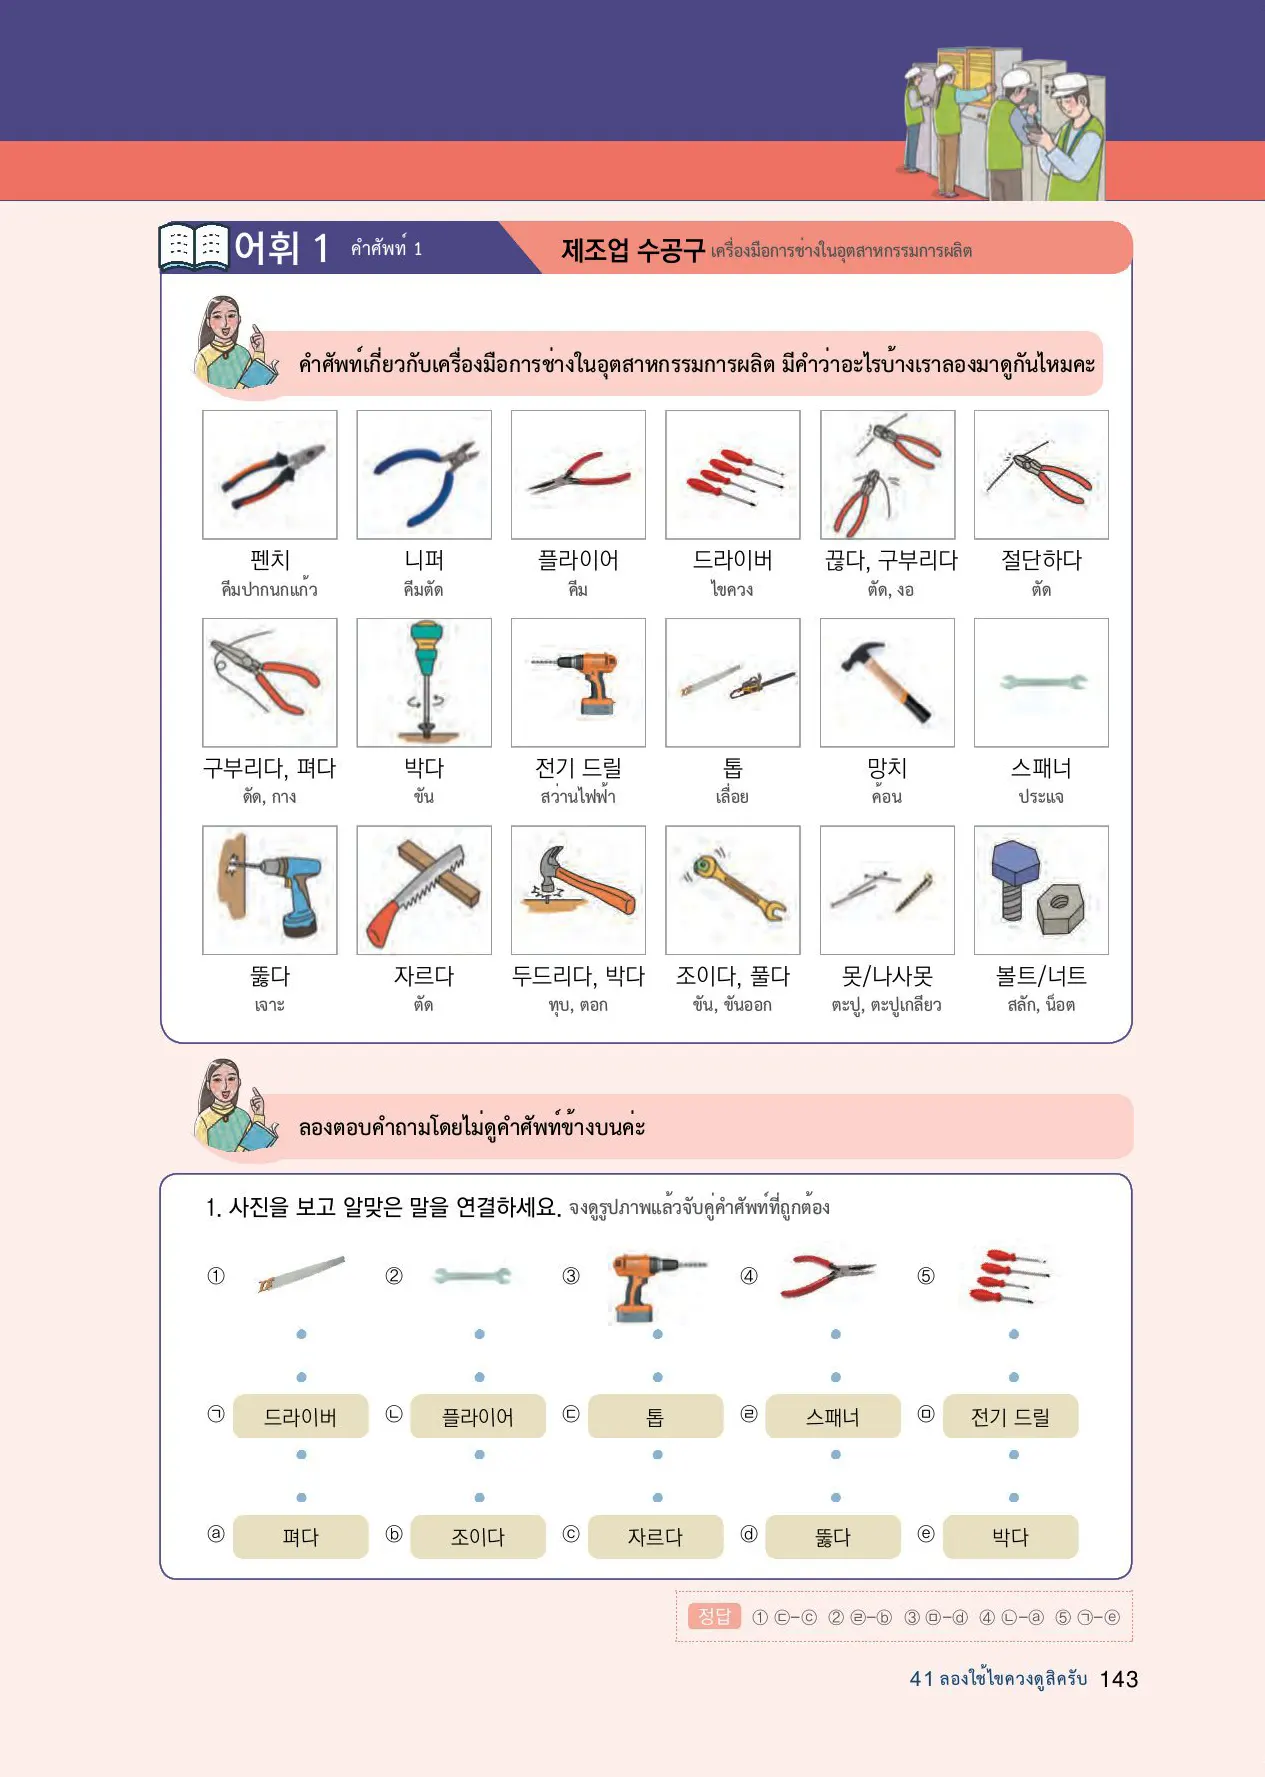 어휘 1 คำศัพท์ 1 제조업 수공구 เครื่องมือการช่างในอุตสาหกรรมการผลิต
คำศัพท์เกี่ยวกับเครื่องมือการช่างในอุตสาหกรรมการผลิต มีคำว่าอะไรบ้างเราลองมาดูกันไหมคะ
펜치 니퍼 플라이어 드라이버 끊다, 구부리다 절단하다
คีมปากนกแก้ว คีมตัด คีม ไขควง ตัด, งอ ตัด
구부리다, 펴다 박다 전기 드릴 톱 망치 스패너
ดัด, กาง ขัน สว่านไฟฟ้า เลื่อย ค้อน ประแจ
뚫다 자르다 두드리다, 박다 조이다, 풀다 못/나사못 볼트/너트
เจาะ ตัด ทุบ, ตอก ขัน, ขันออก ตะปู, ตะปูเกลียว สลัก, น็อต
ลองตอบคำถามโดยไม่ดูคำศัพท์ข้างบนค่ะ
1. 사진을 보고 알맞은 말을 연결하세요. จงดูรูปภาพแล้วจับคู่คำศัพท์ที่ถูกต้อง
① ② ③ ④ ⑤
㉠ 드라이버 ㉡ 플라이어 ㉢ 톱 ㉣ 스패너 ㉤ 전기 드릴
ⓐ 펴다 ⓑ 조이다 ⓒ 자르다 ⓓ 뚫다 ⓔ 박다
정답 ① ㉢-ⓒ ② ㉣-ⓑ ③ ㉤-ⓓ ④ ㉡-ⓐ ⑤ ㉠-ⓔ
41 ลองใช้ไขควงดูสิครับ 143